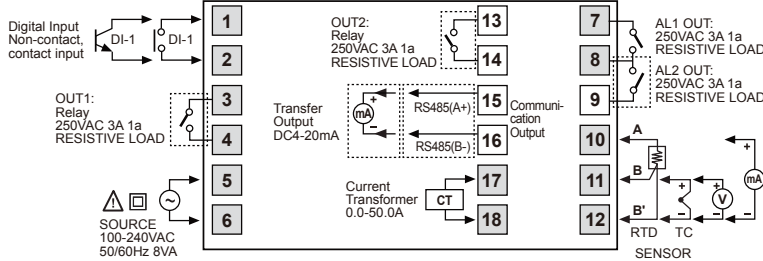 Digital Input
Non-contact,
contact input
DI-1
DI-1
1
2
3
4
5
6
OUT1:
Relay
250VAC 3A 1a
RESISTIVE LOAD
SOURCE
100-240VAC
50/60Hz 8VA
OUT2:
Relay
250VAC 3A 1a
RESISTIVE LOAD
13
14
15
16
17
18
Transfer
Output
DC4-20mA
+
mA
−
RS485(A+)
RS485(B-)
Communi-
cation
Output
Current
Transformer
0.0-50.0A
CT
7
8
9
10
11
12
AL1 OUT:
250VAC 3A 1a
RESISTIVE LOAD
AL2 OUT:
250VAC 3A 1a
RESISTIVE LOAD
A
B
B'
+
−
+
V
−
+
mA
−
RTD
TC
SENSOR